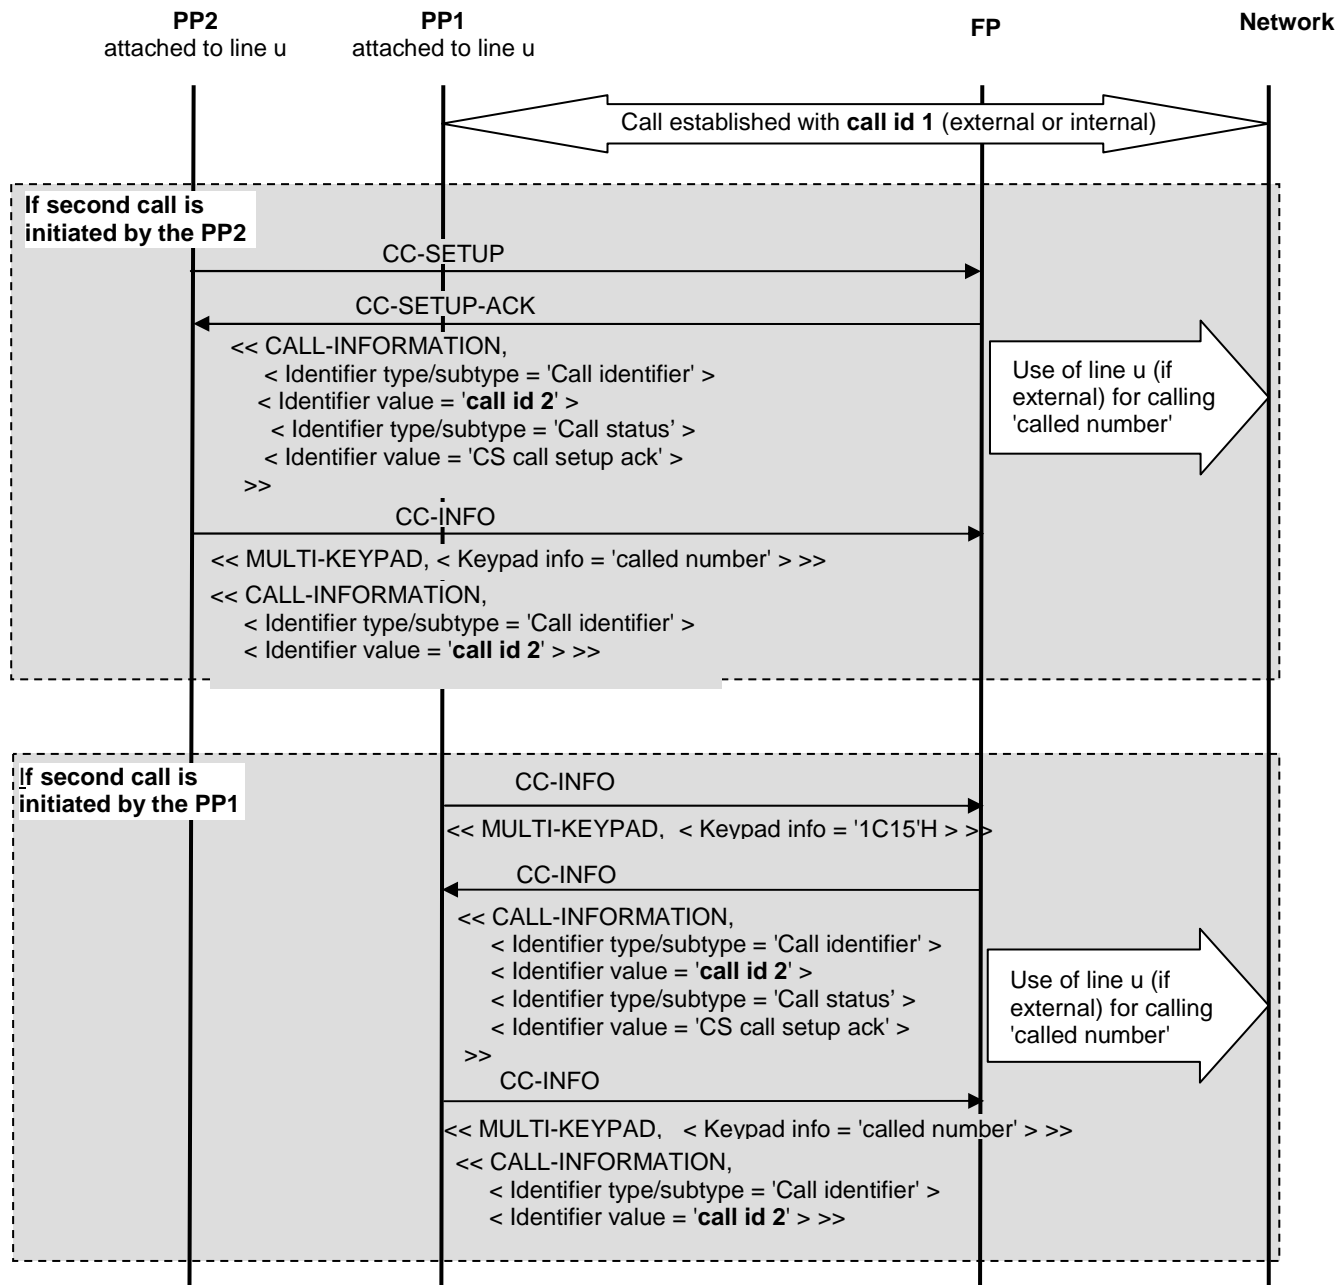 PP2
attached to line u
PP1
attached to line u
FP
Network
Call established with call id 1 (external or internal)
If second call is
initiated by the PP2
CC-SETUP
CC-SETUP-ACK
<< CALL-INFORMATION,
< Identifier type/subtype = 'Call identifier' >
< Identifier value = 'call id 2' >
< Identifier type/subtype = 'Call status’ >
< Identifier value = 'CS call setup ack' >
>>
Use of line u (if
external) for calling
'called number'
CC-INFO
<< MULTI-KEYPAD, < Keypad info = 'called number' > >>
<< CALL-INFORMATION,
< Identifier type/subtype = 'Call identifier' >
< Identifier value = 'call id 2' > >>
If second call is
initiated by the PP1
CC-INFO
<< MULTI-KEYPAD, < Keypad info = '1C15'H > >>
CC-INFO
<< CALL-INFORMATION,
< Identifier type/subtype = 'Call identifier' >
< Identifier value = 'call id 2' >
< Identifier type/subtype = 'Call status’ >
< Identifier value = 'CS call setup ack' >
>>
Use of line u (if
external) for calling
'called number'
CC-INFO
<< MULTI-KEYPAD, < Keypad info = 'called number' > >>
<< CALL-INFORMATION,
< Identifier type/subtype = 'Call identifier' >
< Identifier value = 'call id 2' > >>